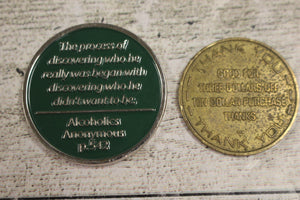 The process of
discovering who he
really was began with
discovering who he
didn't want to be.
Alcoholics
Anonymous
THANK YOU
GOOD FOR
THREE DOLLARS OFF
TEN DOLLAR PURCHASE
THANKS
THANK YOU